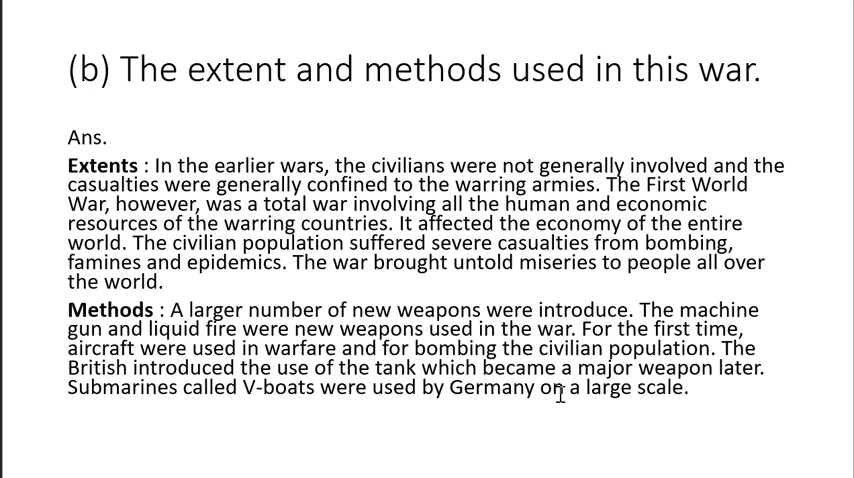 (b) The extent and methods used in this war.
Ans.
Extents : In the earlier wars, the civilians were not generally involved and the
casualties were generally confined to the warring armies. The First World
War, however, was a total war involving all the human and economic
resources of the warring countries. It affected the economy of the entire
world. The civilian population suffered severe casualties from bombing,
famines and epidemics. The war brought untold miseries to people all over
the world.
Methods : A larger number of new weapons were introduce. The machine
gun and liquid fire were new weapons used in the war. For the first time,
aircraft were used in warfare and for bombing the civilian population. The
British introduced the use of the tank which became a major weapon later.
Submarines called V-boats were used by Germany on a large scale.